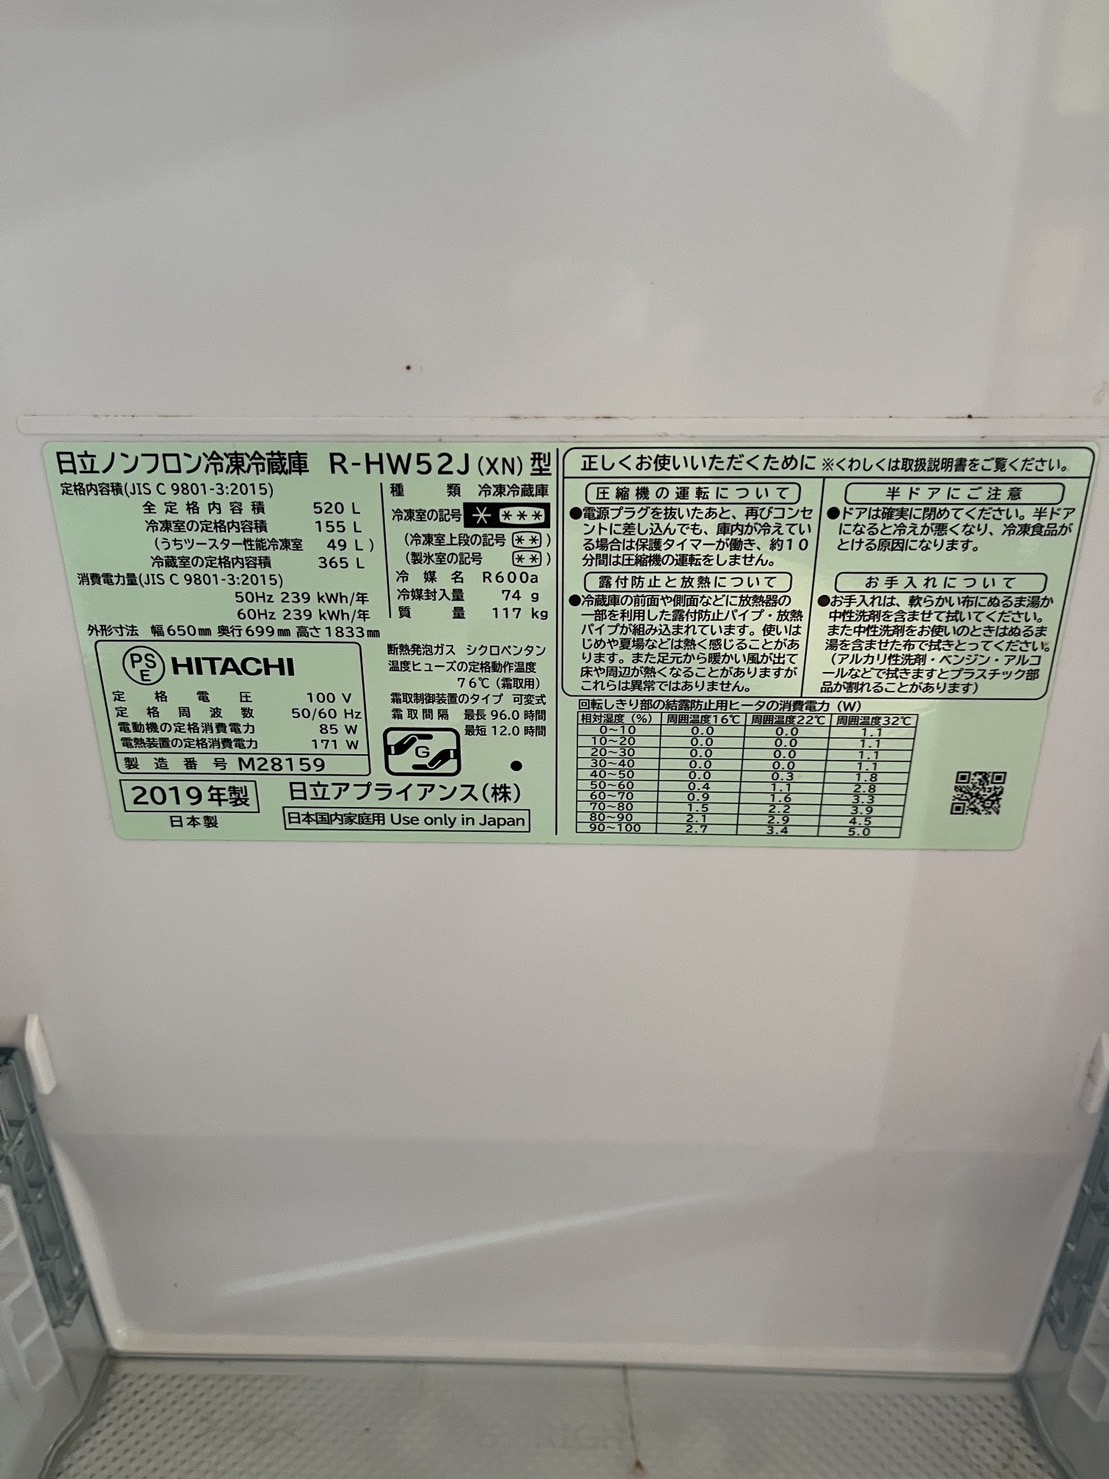 日立ノンフロン冷凍冷蔵庫 R-HW52J(XN)型
定格内容積(JIS C 9801-3:2015)
全定格内容積 520 L
冷凍室の定格内容積 155 L
(うちツースター性能冷凍室 49 L)
冷蔵室の定格内容積 365 L
消費電力量(JIS C 9801-3:2015)
50Hz 239 kWh/年
60Hz 239 kWh/年
外形寸法 幅650mm 奥行699mm 高さ1833mm
種類 冷凍冷蔵庫
冷凍室の記号 * ***
(冷凍室上段の記号 **)
(製氷室の記号 **)
冷媒名 R600a
冷媒封入量 74 g
質量 117 kg
PSE HITACHI
定格電圧 100 V
定格周波数 50/60 Hz
電動機の定格消費電力 85 W
電熱装置の定格消費電力 171 W
製造番号 M28159
2019年製
日本製
断熱発泡ガス シクロペンタン
温度ヒューズの定格動作温度
76℃(霜取用)
霜取制御装置のタイプ 可変式
霜取間隔 最長 96.0 時間
最短 12.0 時間
G
日立アプライアンス(株)
日本国内家庭用 Use only in Japan
正しくお使いいただくために ※くわしくは取扱説明書をご覧ください。
圧縮機の運転について
●電源プラグを抜いたあと、再びコンセ
ントに差し込んでも、庫内が冷えてい
る場合は保護タイマーが働き、約10
分間は圧縮機の運転をしません。
露付防止と放熱について
●冷蔵庫の前面や側面などに放熱器の
一部を利用した露付防止パイプ・放熱
パイプが組み込まれています。使いは
じめや夏場などは熱く感じることがあ
ります。また足元から暖かい風が出て
床や周辺が熱くなることがありますが
これらは異常ではありません。
半ドアにご注意
●ドアは確実に閉めてください。半ドア
になると冷えが悪くなり、冷凍食品が
とける原因になります。
お手入れについて
●お手入れは、軟らかい布にぬるま湯か
中性洗剤を含ませて拭いてください。
また中性洗剤をお使いのときはぬるま
湯を含ませた布で拭きとってください。
(アルカリ性洗剤・ベンジン・アルコ
ールなどで拭きますとプラスチック部
品が割れることがあります)
回転しきり部の結露防止用ヒータの消費電力(W)
相対湿度(%) 周囲温度16℃ 周囲温度22℃ 周囲温度32℃
0~10 0.0 0.0 1.1
10~20 0.0 0.0 1.1
20~30 0.0 0.0 1.1
30~40 0.0 0.0 1.1
40~50 0.0 0.3 1.8
50~60 0.4 1.1 2.8
60~70 0.9 1.6 3.3
70~80 1.5 2.2 3.9
80~90 2.1 2.9 4.5
90~100 2.7 3.4 5.0